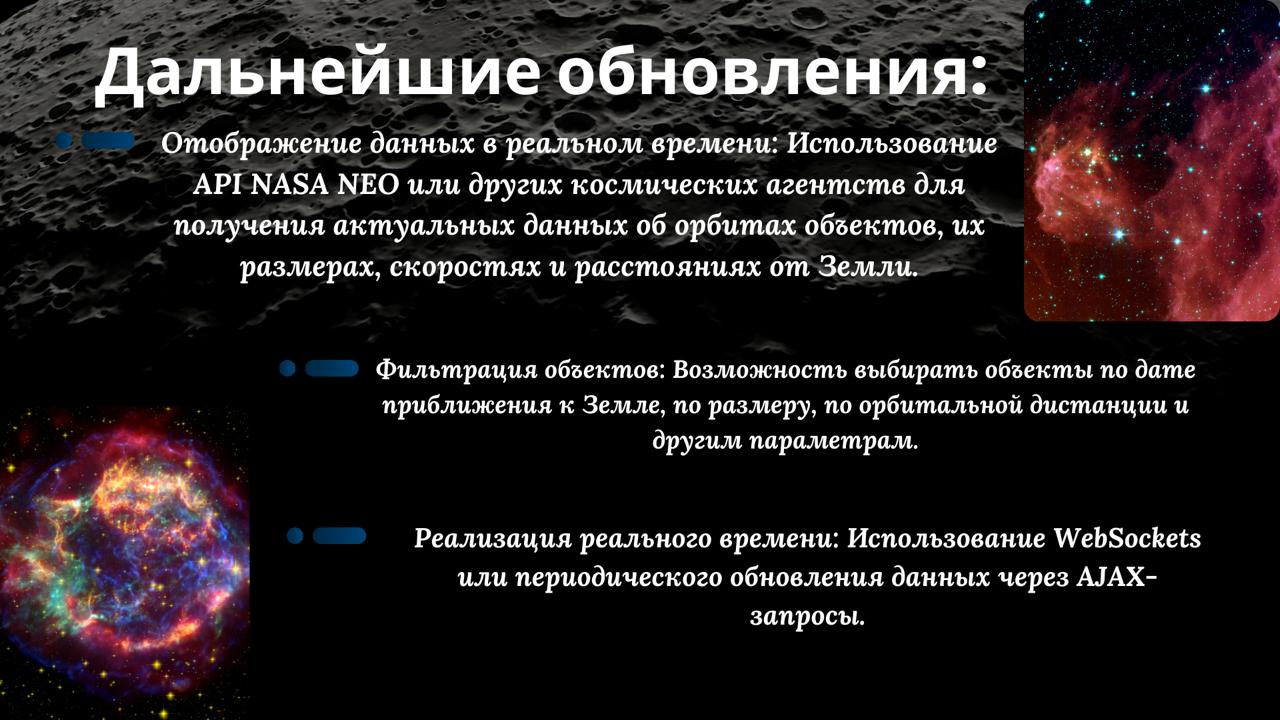 Дальнейшие обновления:
Отображение данных в реальном времени: Использование
API NASA NEO или других космических агентств для
получения актуальных данных об орбитах объектов, их
размерах, скоростях и расстояниях от Земли.
Фильтрация объектов: Возможность выбирать объекты по дате
приближения к Земле, по размеру, по орбитальной дистанции и
другим параметрам.
Реализация реального времени: Использование WebSockets
или периодического обновления данных через AJAX-
запросы.